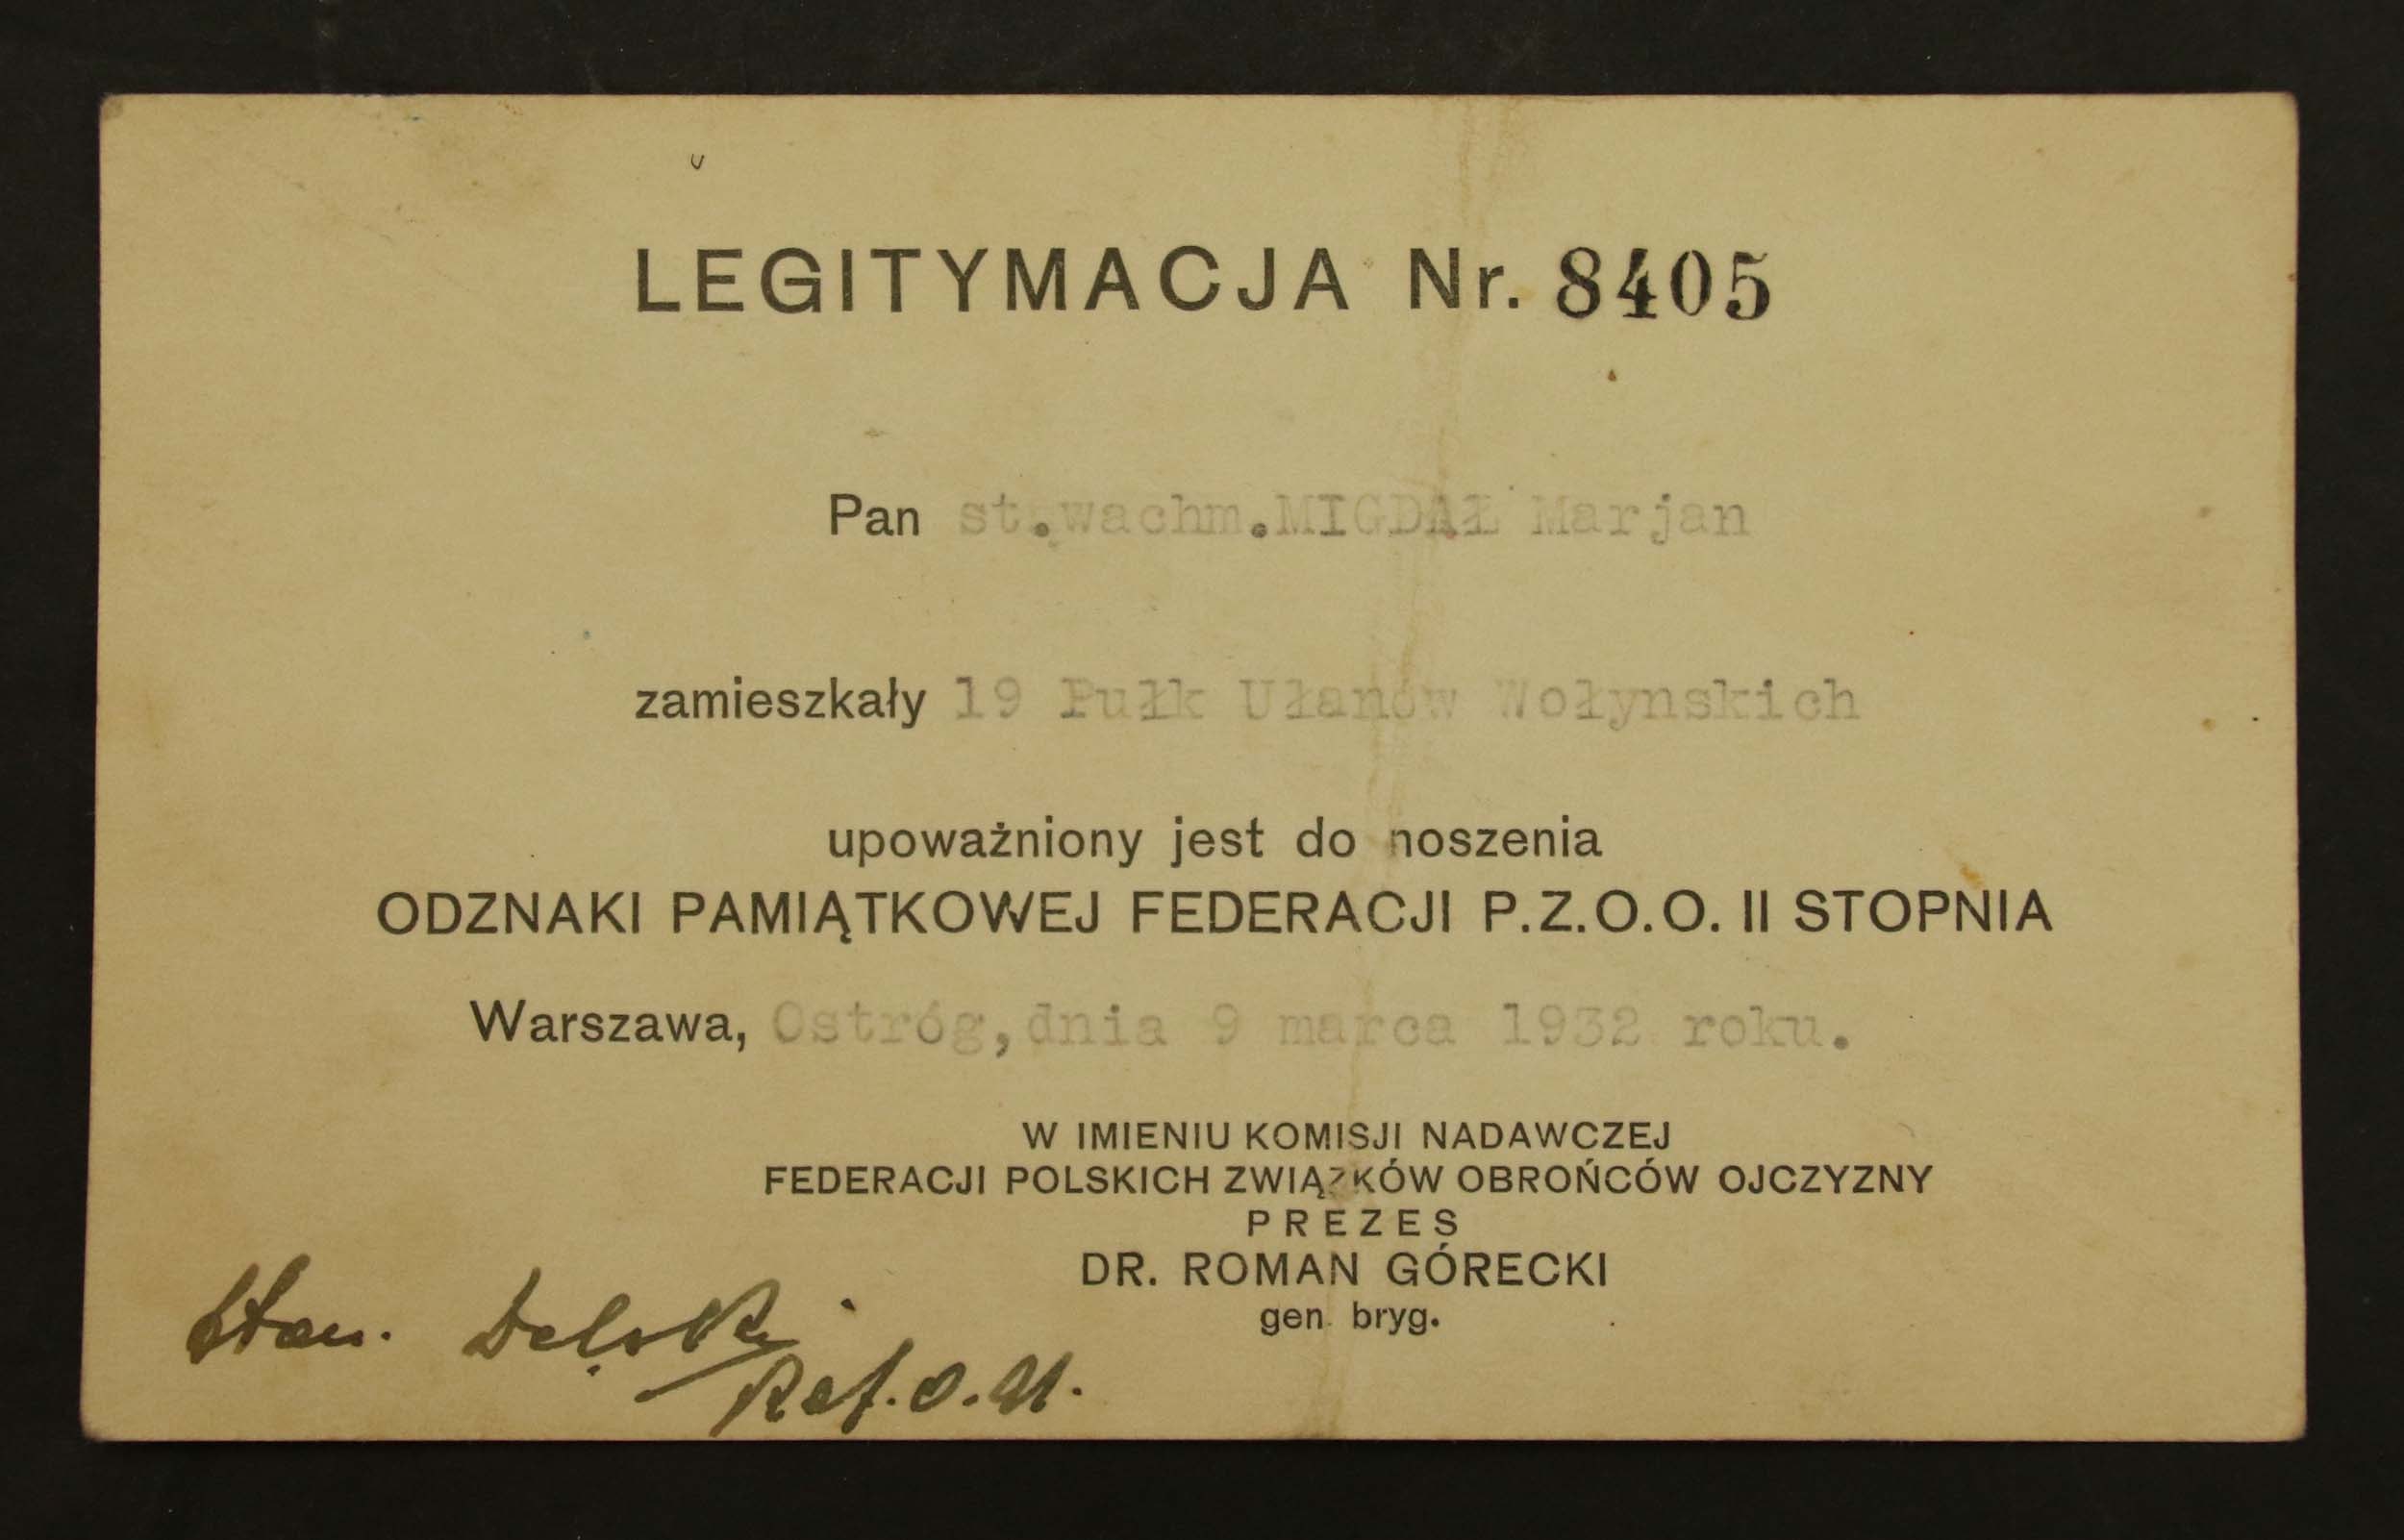 LEGITYMACJA Nr. 8405
Pan st.wachm.MIGDAŁ Marjan
zamieszkały 19 Pułk Ułanów Wołynskich
upoważniony jest do noszenia
ODZNAKI PAMIĄTKOWEJ FEDERACJI P.Z.O.O. II STOPNIA
Warszawa, Ostróg, dnia 9 marca 1932 roku.
W IMIENIU KOMISJI NADAWCZEJ
FEDERACJI POLSKICH ZWIĄZKÓW OBROŃCÓW OJCZYZNY
PREZES
DR. ROMAN GÓRECKI
gen. bryg.
Stan.
Ref. O.